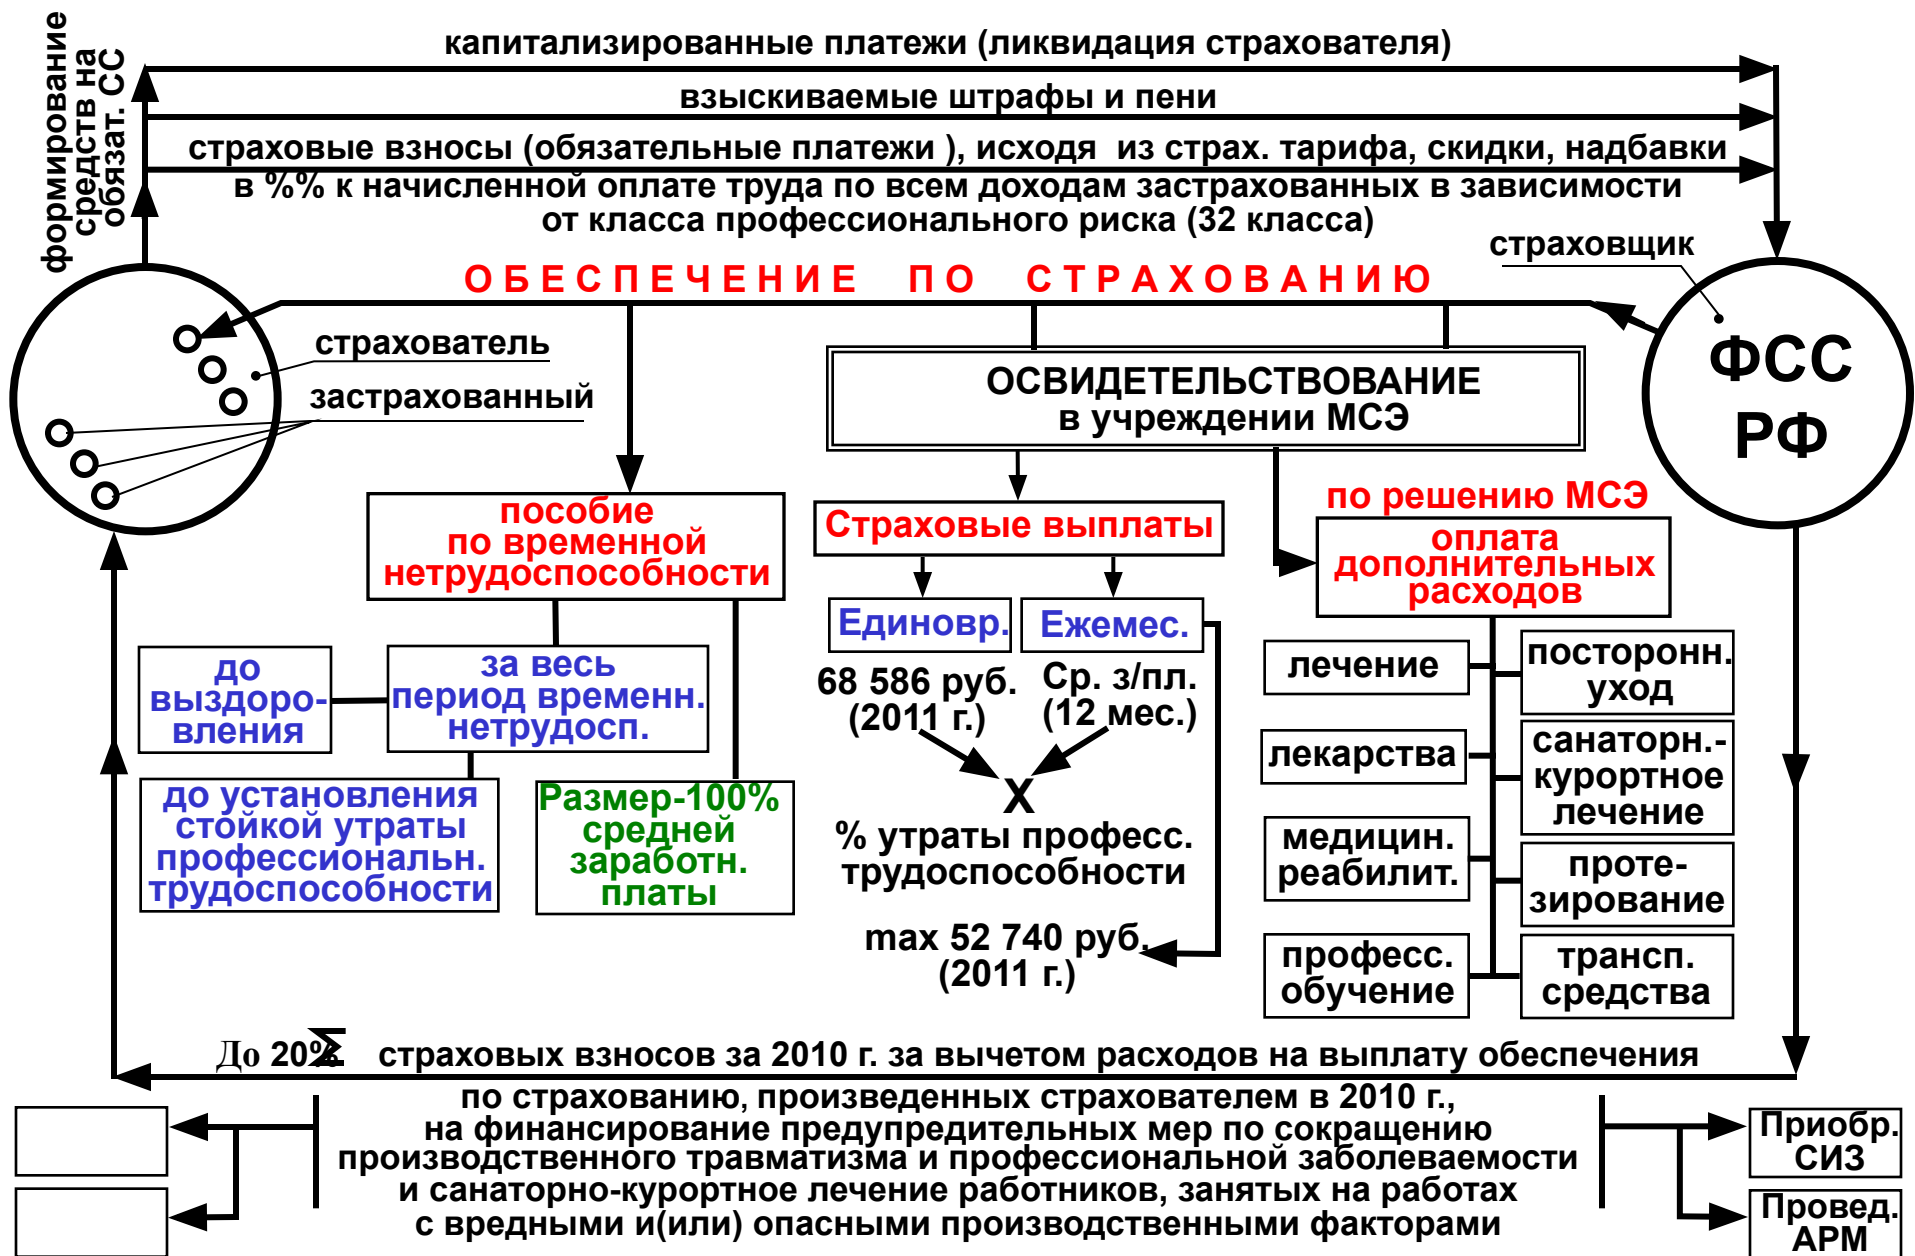 формирование
средств на
обязат. СС
капитализированные платежи (ликвидация страхователя)
взыскиваемые штрафы и пени
страховые взносы (обязательные платежи ), исходя из страх. тарифа, скидки, надбавки
в %% к начисленной оплате труда по всем доходам застрахованных в зависимости
от класса профессионального риска (32 класса)
страховщик
ОБЕСПЕЧЕНИЕ ПО СТРАХОВАНИЮ
ФСС
РФ
страхователь
застрахованный
ОСВИДЕТЕЛЬСТВОВАНИЕ
в учреждении МСЭ
пособие
по временной
нетрудоспособности
Страховые выплаты
по решению МСЭ
оплата
дополнительных
расходов
до
выздоро-
вления
за весь
период временн.
нетрудосп.
до установления
стойкой утраты
профессиональн.
трудоспособности
Размер-100%
средней
заработн.
платы
Единовр.
Ежемес.
68 586 руб.
(2011 г.)
Ср. з/пл.
(12 мес.)
X
% утраты професс.
трудоспособности
max 52 740 руб.
(2011 г.)
лечение
лекарства
медицин.
реабилит.
професс.
обучение
посторонн.
уход
санаторн.-
курортное
лечение
проте-
зирование
трансп.
средства
До 20% Σ страховых взносов за 2010 г. за вычетом расходов на выплату обеспечения
по страхованию, произведенных страхователем в 2010 г.,
на финансирование предупредительных мер по сокращению
производственного травматизма и профессиональной заболеваемости
и санаторно-курортное лечение работников, занятых на работах
с вредными и(или) опасными производственными факторами
Приобр.
СИЗ
Провед.
АРМ